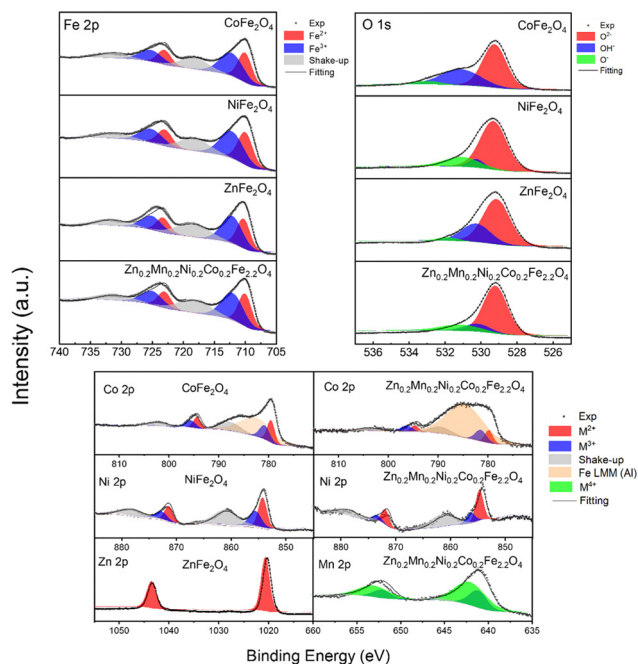 Fe 2p
CoFe₂O₄
Exp
Fe²⁺
Fe³⁺
Shake-up
Fitting
NiFe₂O₄
ZnFe₂O₄
Zn₀.₂Mn₀.₂Ni₀.₂Co₀.₂Fe₂.₂O₄
740 735 730 725 720 715 710 705
O 1s
CoFe₂O₄
Exp
O²⁻
OH⁻
O⁻
Fitting
NiFe₂O₄
ZnFe₂O₄
Zn₀.₂Mn₀.₂Ni₀.₂Co₀.₂Fe₂.₂O₄
536 534 532 530 528 526
Intensity (a.u.)
Co 2p CoFe₂O₄
810 800 790 780
Co 2p Zn₀.₂Mn₀.₂Ni₀.₂Co₀.₂Fe₂.₂O₄
810 800 790 780 770
Exp
M²⁺
M³⁺
Shake-up
Fe LMM (Al)
M⁴⁺
Fitting
Ni 2p NiFe₂O₄
880 870 860 850
Ni 2p Zn₀.₂Mn₀.₂Ni₀.₂Co₀.₂Fe₂.₂O₄
880 870 860 850
Zn 2p ZnFe₂O₄
1050 1040 1030 1020
Mn 2p Zn₀.₂Mn₀.₂Ni₀.₂Co₀.₂Fe₂.₂O₄
660 655 650 645 640 635
Binding Energy (eV)